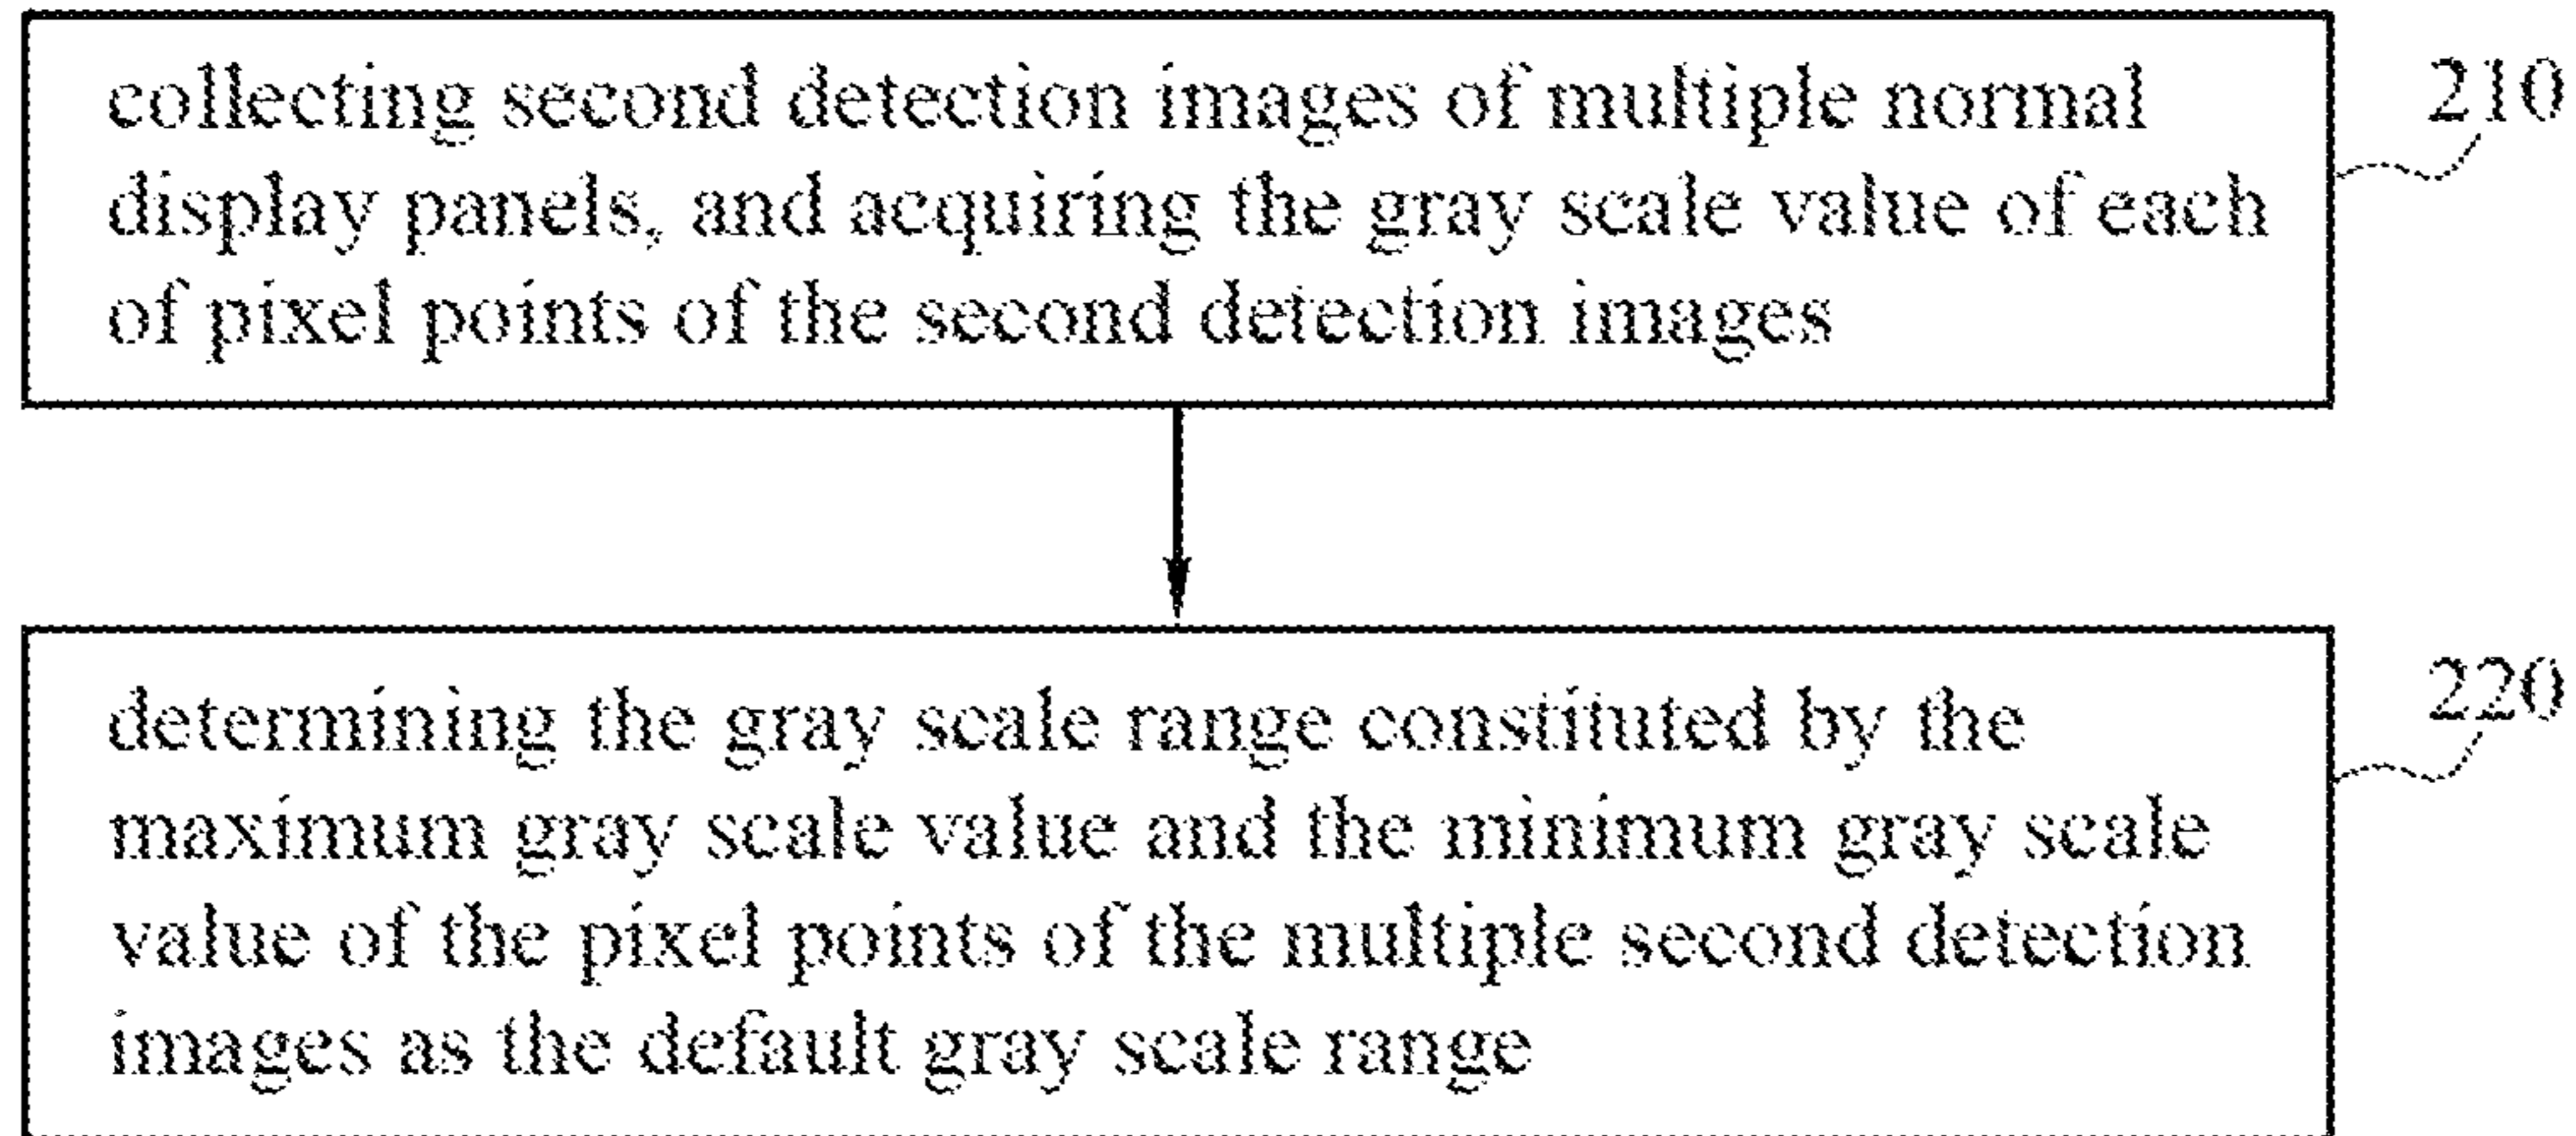 collecting second detection images of multiple normal
210
display panels, and acquiring the gray scale value of each
of pixel points of the second detection images
determining the gray scale range constituted by the
220
maximum gray scale value and the minimum gray scale
value of the pixel points of the multiple second detection
images as the default gray scale range